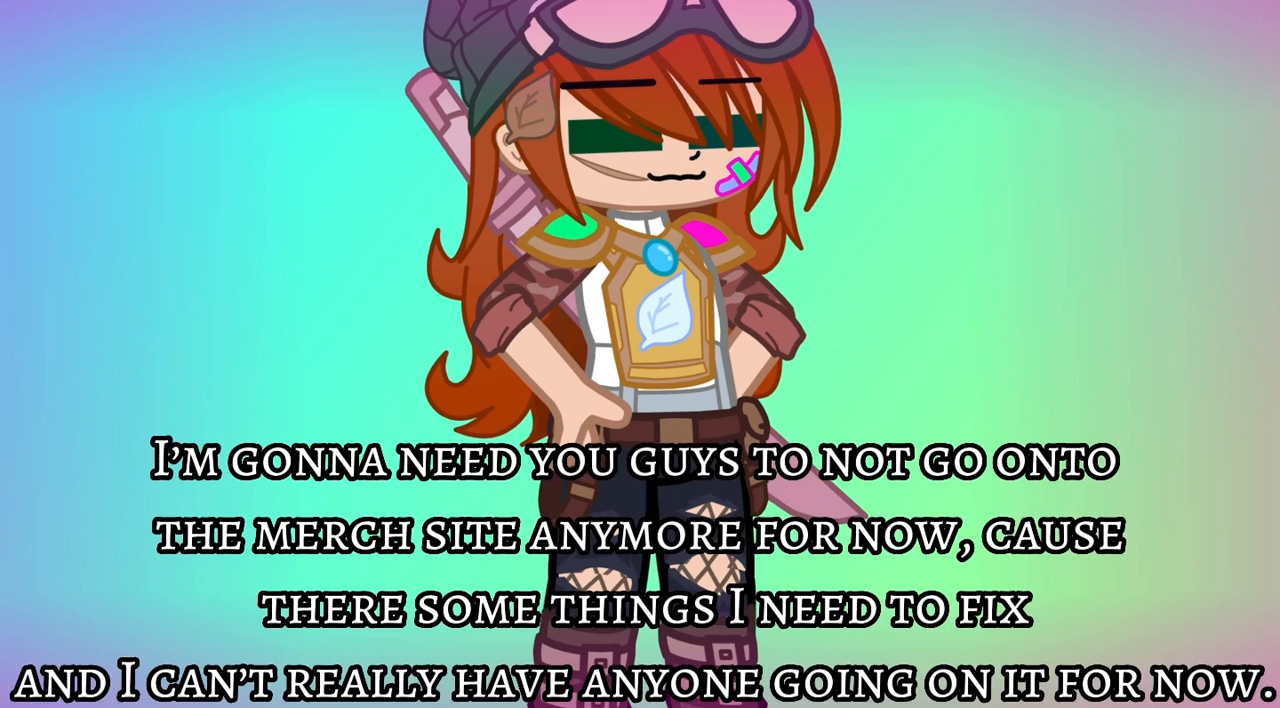 I'm gonna need you guys to not go onto
the merch site anymore for now, cause
there some things I need to fix
and I can't really have anyone going on it for now.